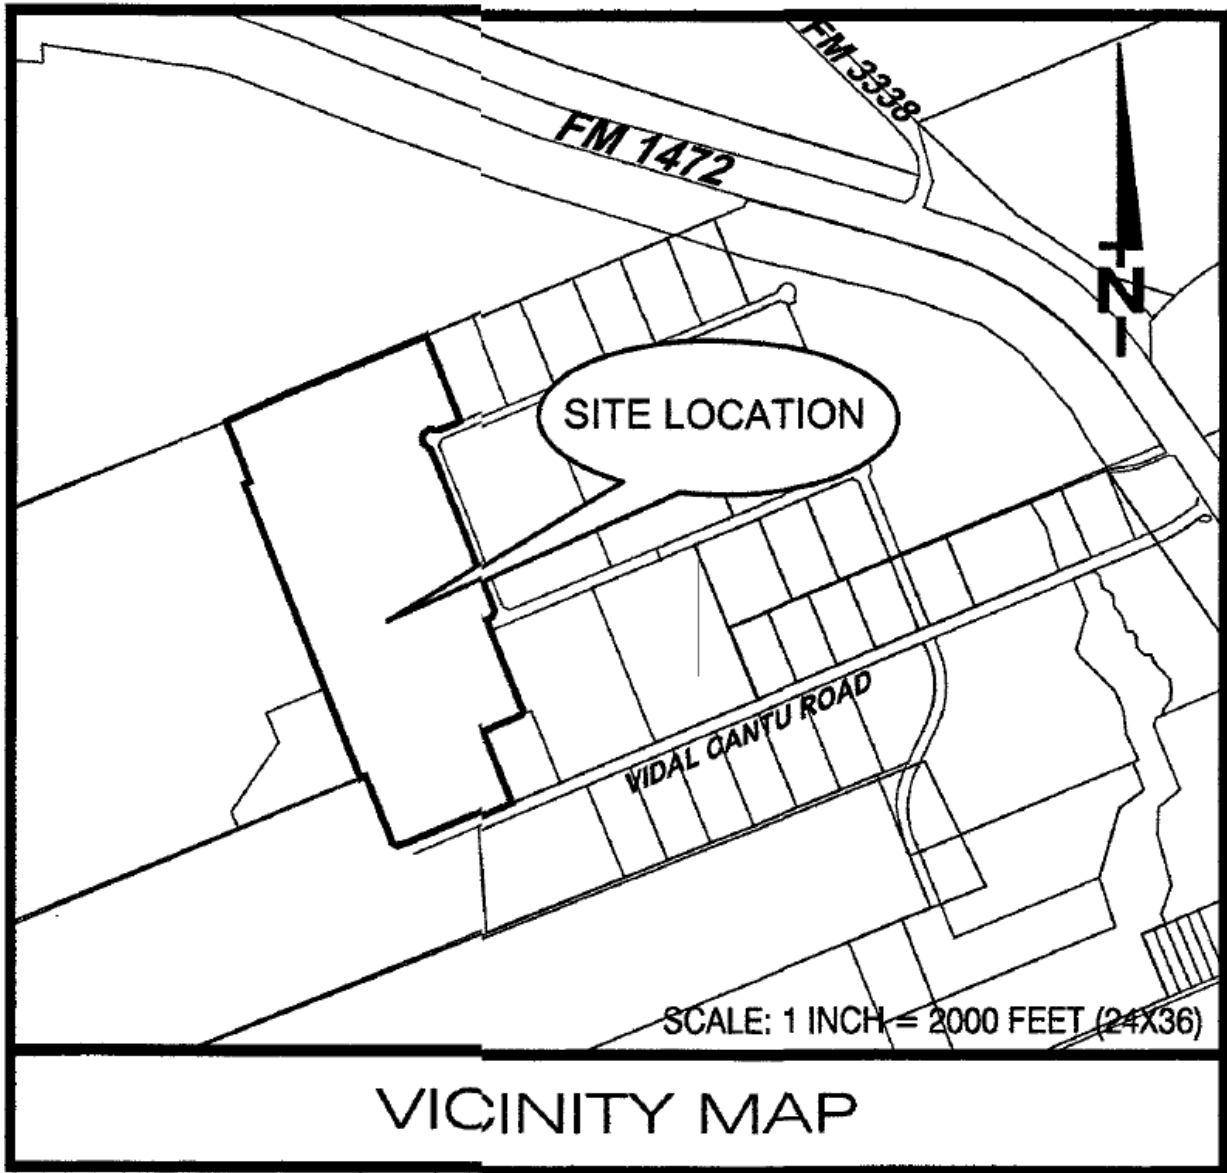 FM 3338
FM 1472
N
SITE LOCATION
VIDAL CANTU ROAD
SCALE: 1 INCH = 2000 FEET (24X36)
VICINITY MAP